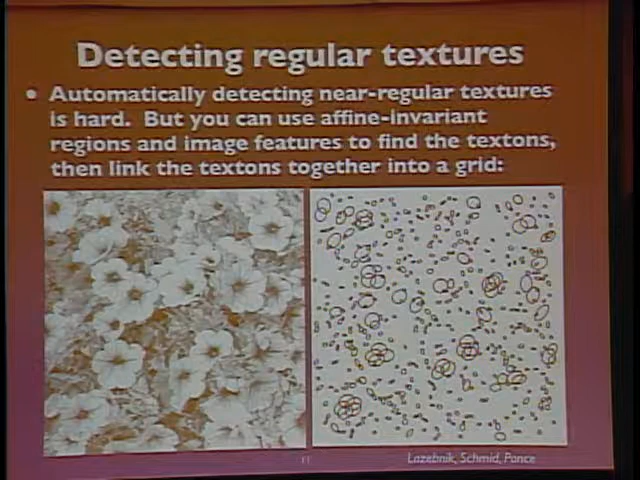 Detecting regular textures
• Automatically detecting near-regular textures
is hard. But you can use affine-invariant
regions and image features to find the textons,
then link the textons together into a grid:
11
Lazebnik, Schmid, Ponce